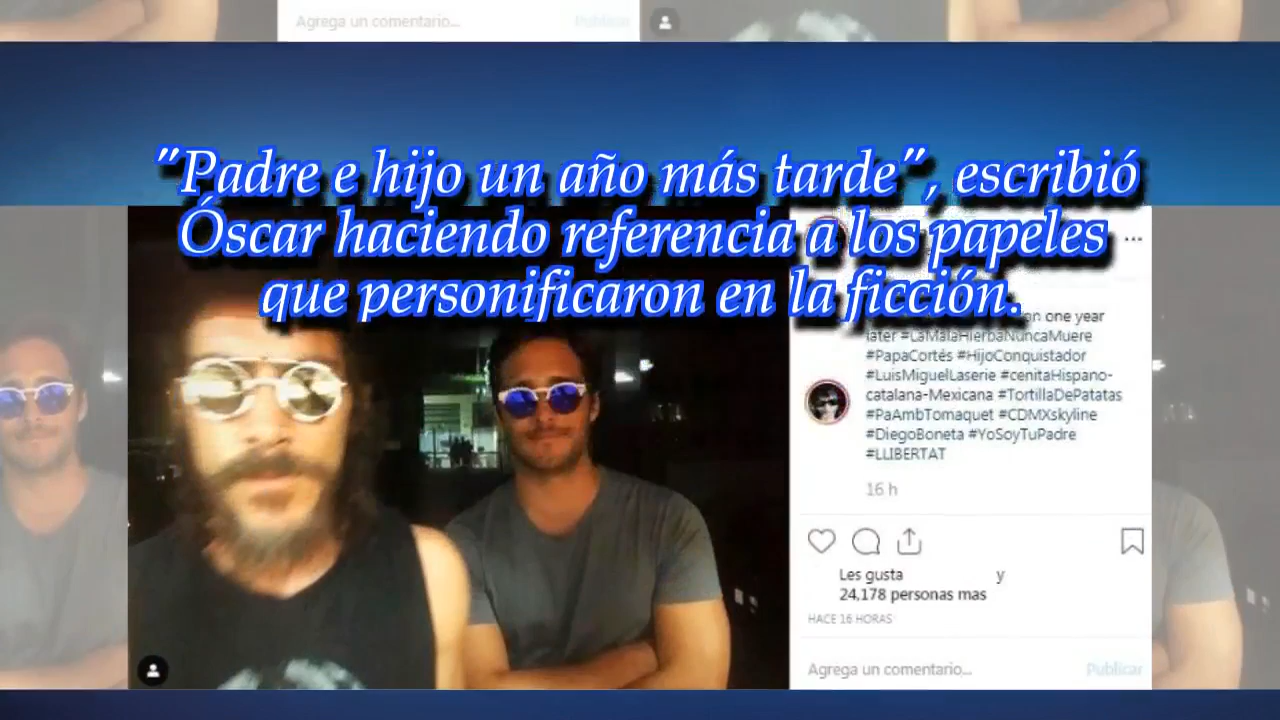 Agrega un comentario...
Publicar
"Padre e hijo un año más tarde", escribió
Óscar haciendo referencia a los papeles
que personificaron en la ficción.
on one year
later #LaMalaHierbaNuncaMuere
#PapaCortés #HijoConquistador
#LuisMiguelLaserie #cenitaHispano-
catalana-Mexicana #TortillaDePatatas
#PaAmbTomaquet #CDMXskyline
#DiegoBoneta #YoSoyTuPadre
#LLIBERTAT
16 h
Les gusta y
24,178 personas mas
HACE 16 HORAS
Agrega un comentario...
Publicar